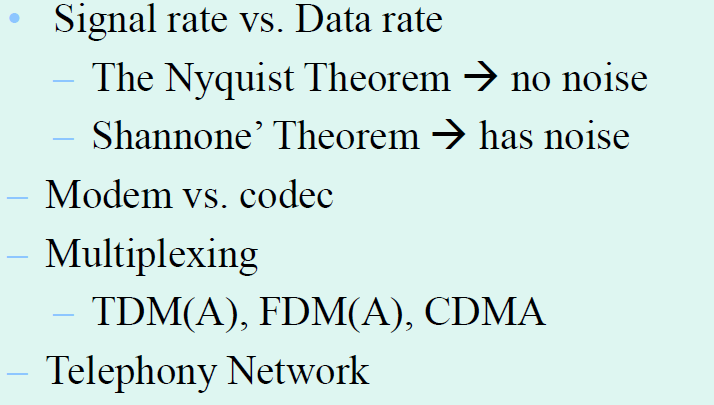 • Signal rate vs. Data rate
– The Nyquist Theorem → no noise
– Shannone’ Theorem → has noise
– Modem vs. codec
– Multiplexing
– TDM(A), FDM(A), CDMA
– Telephony Network